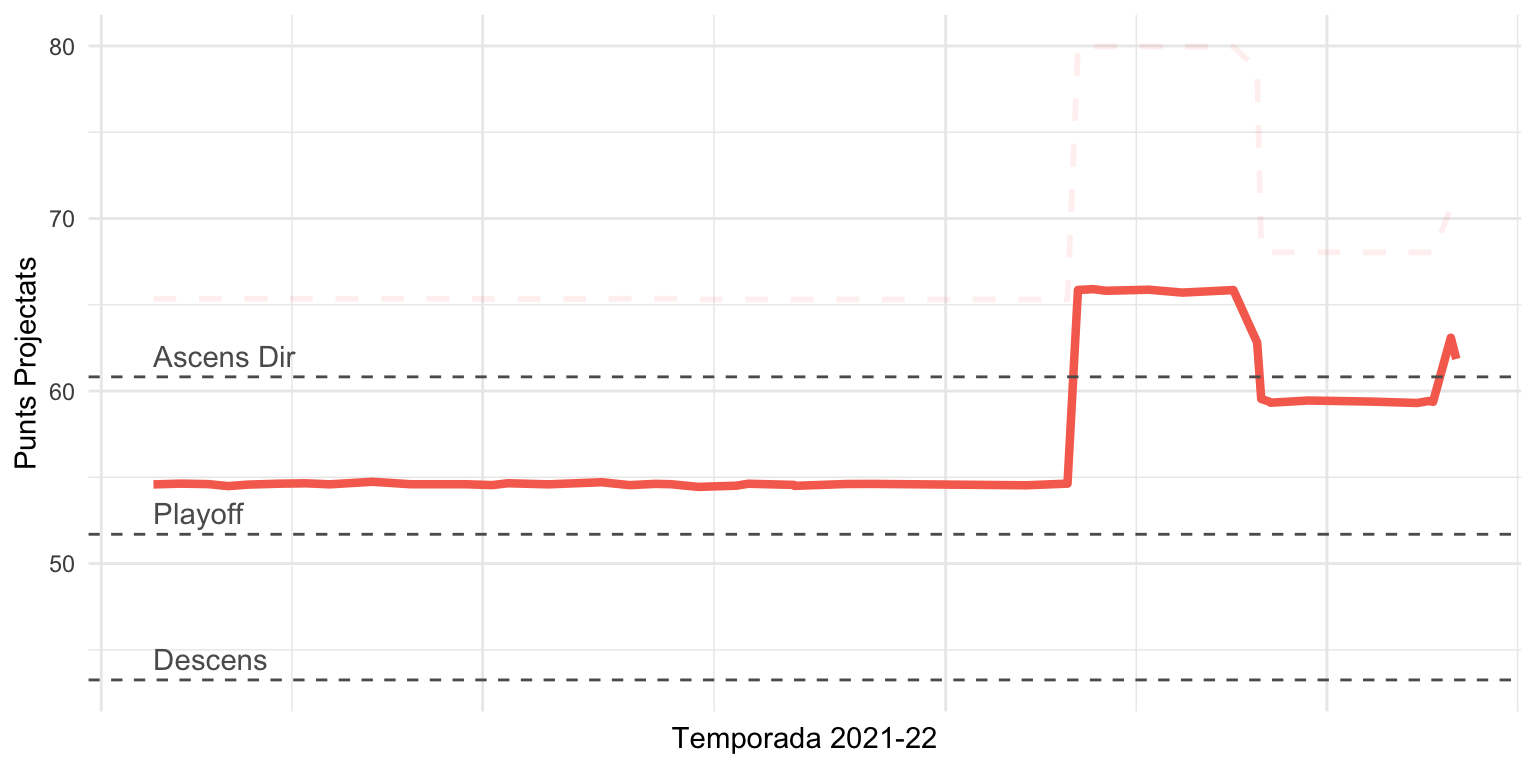 80
70
60
50
Punts Projectats
Ascens Dir
Playoff
Descens
Temporada 2021-22